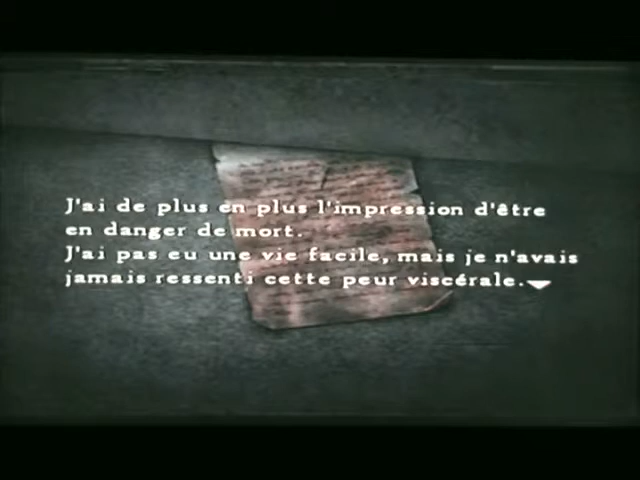 J'ai de plus en plus l'impression d'être
en danger de mort.
J'ai pas eu une vie facile, mais je n'avais
jamais ressenti cette peur viscérale.